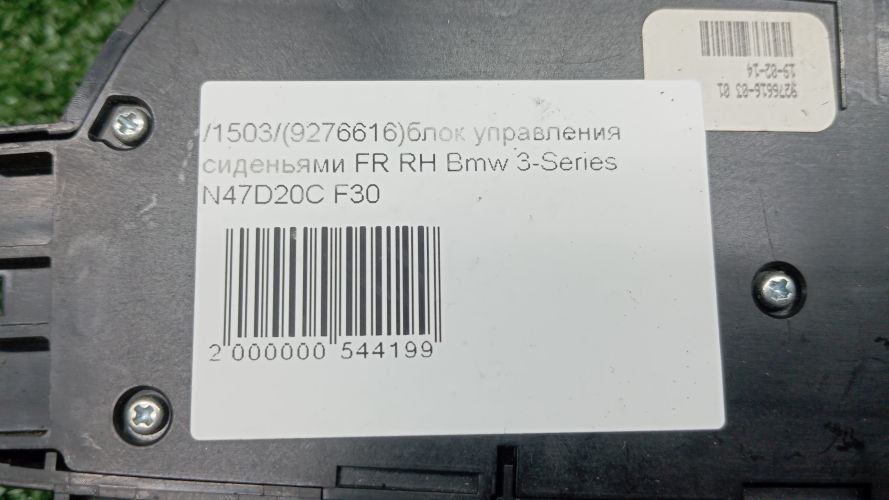 /1503/(9276616)блок управления
сиденьями FR RH Bmw 3-Series
N47D20C F30
2 000000 544199
9276616-03 01
19-02-14